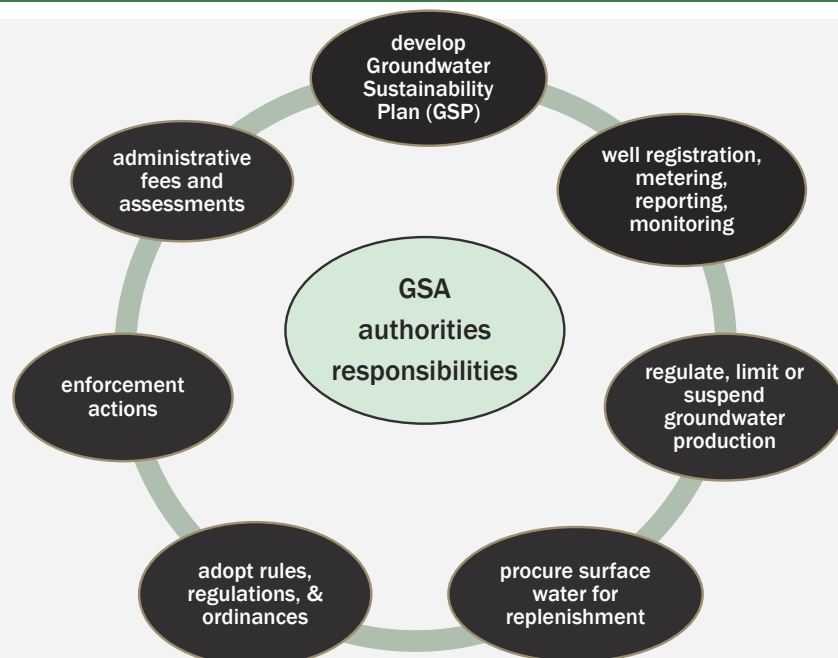 develop
Groundwater
Sustainability
Plan (GSP)
well registration,
metering,
reporting,
monitoring
regulate, limit or
suspend
groundwater
production
procure surface
water for
replenishment
adopt rules,
regulations, &
ordinances
enforcement
actions
administrative
fees and
assessments
GSA
authorities
responsibilities